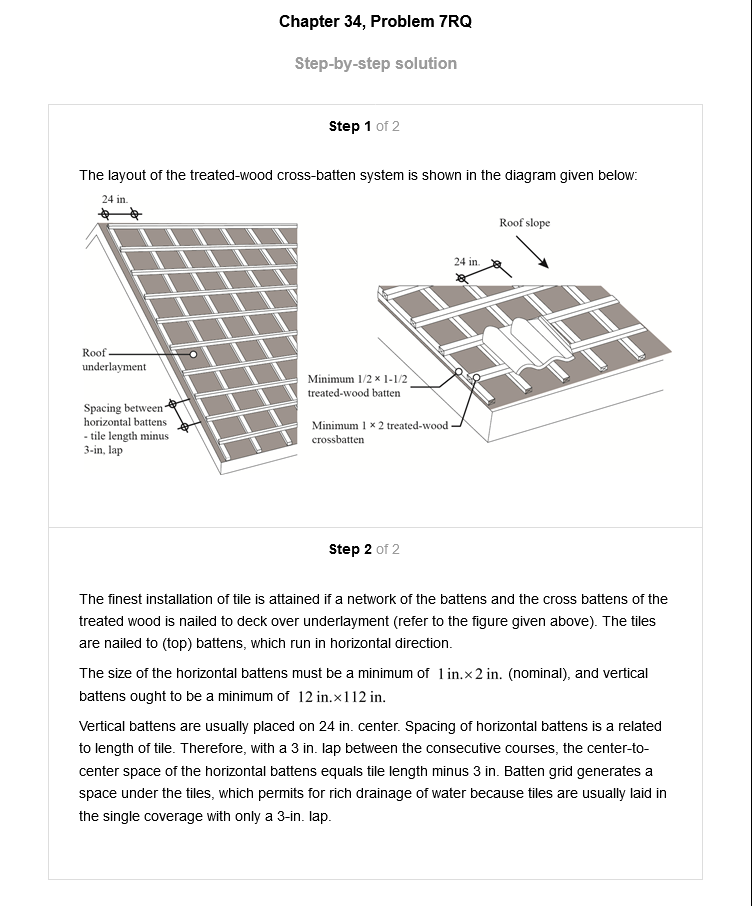 Chapter 34, Problem 7RQ
Step-by-step solution
Step 1 of 2
The layout of the treated-wood cross-batten system is shown in the diagram given below:
24 in.
Roof slope
24 in.
Roof
underlayment
Minimum 1/2 × 1-1/2
treated-wood batten
Spacing between
horizontal battens
- tile length minus
3-in, lap
Minimum 1 × 2 treated-wood
crossbatten
Step 2 of 2
The finest installation of tile is attained if a network of the battens and the cross battens of the
treated wood is nailed to deck over underlayment (refer to the figure given above). The tiles
are nailed to (top) battens, which run in horizontal direction.
The size of the horizontal battens must be a minimum of 1 in.× 2 in. (nominal), and vertical
battens ought to be a minimum of 12 in.×112 in.
Vertical battens are usually placed on 24 in. center. Spacing of horizontal battens is a related
to length of tile. Therefore, with a 3 in. lap between the consecutive courses, the center-to-
center space of the horizontal battens equals tile length minus 3 in. Batten grid generates a
space under the tiles, which permits for rich drainage of water because tiles are usually laid in
the single coverage with only a 3-in. lap.